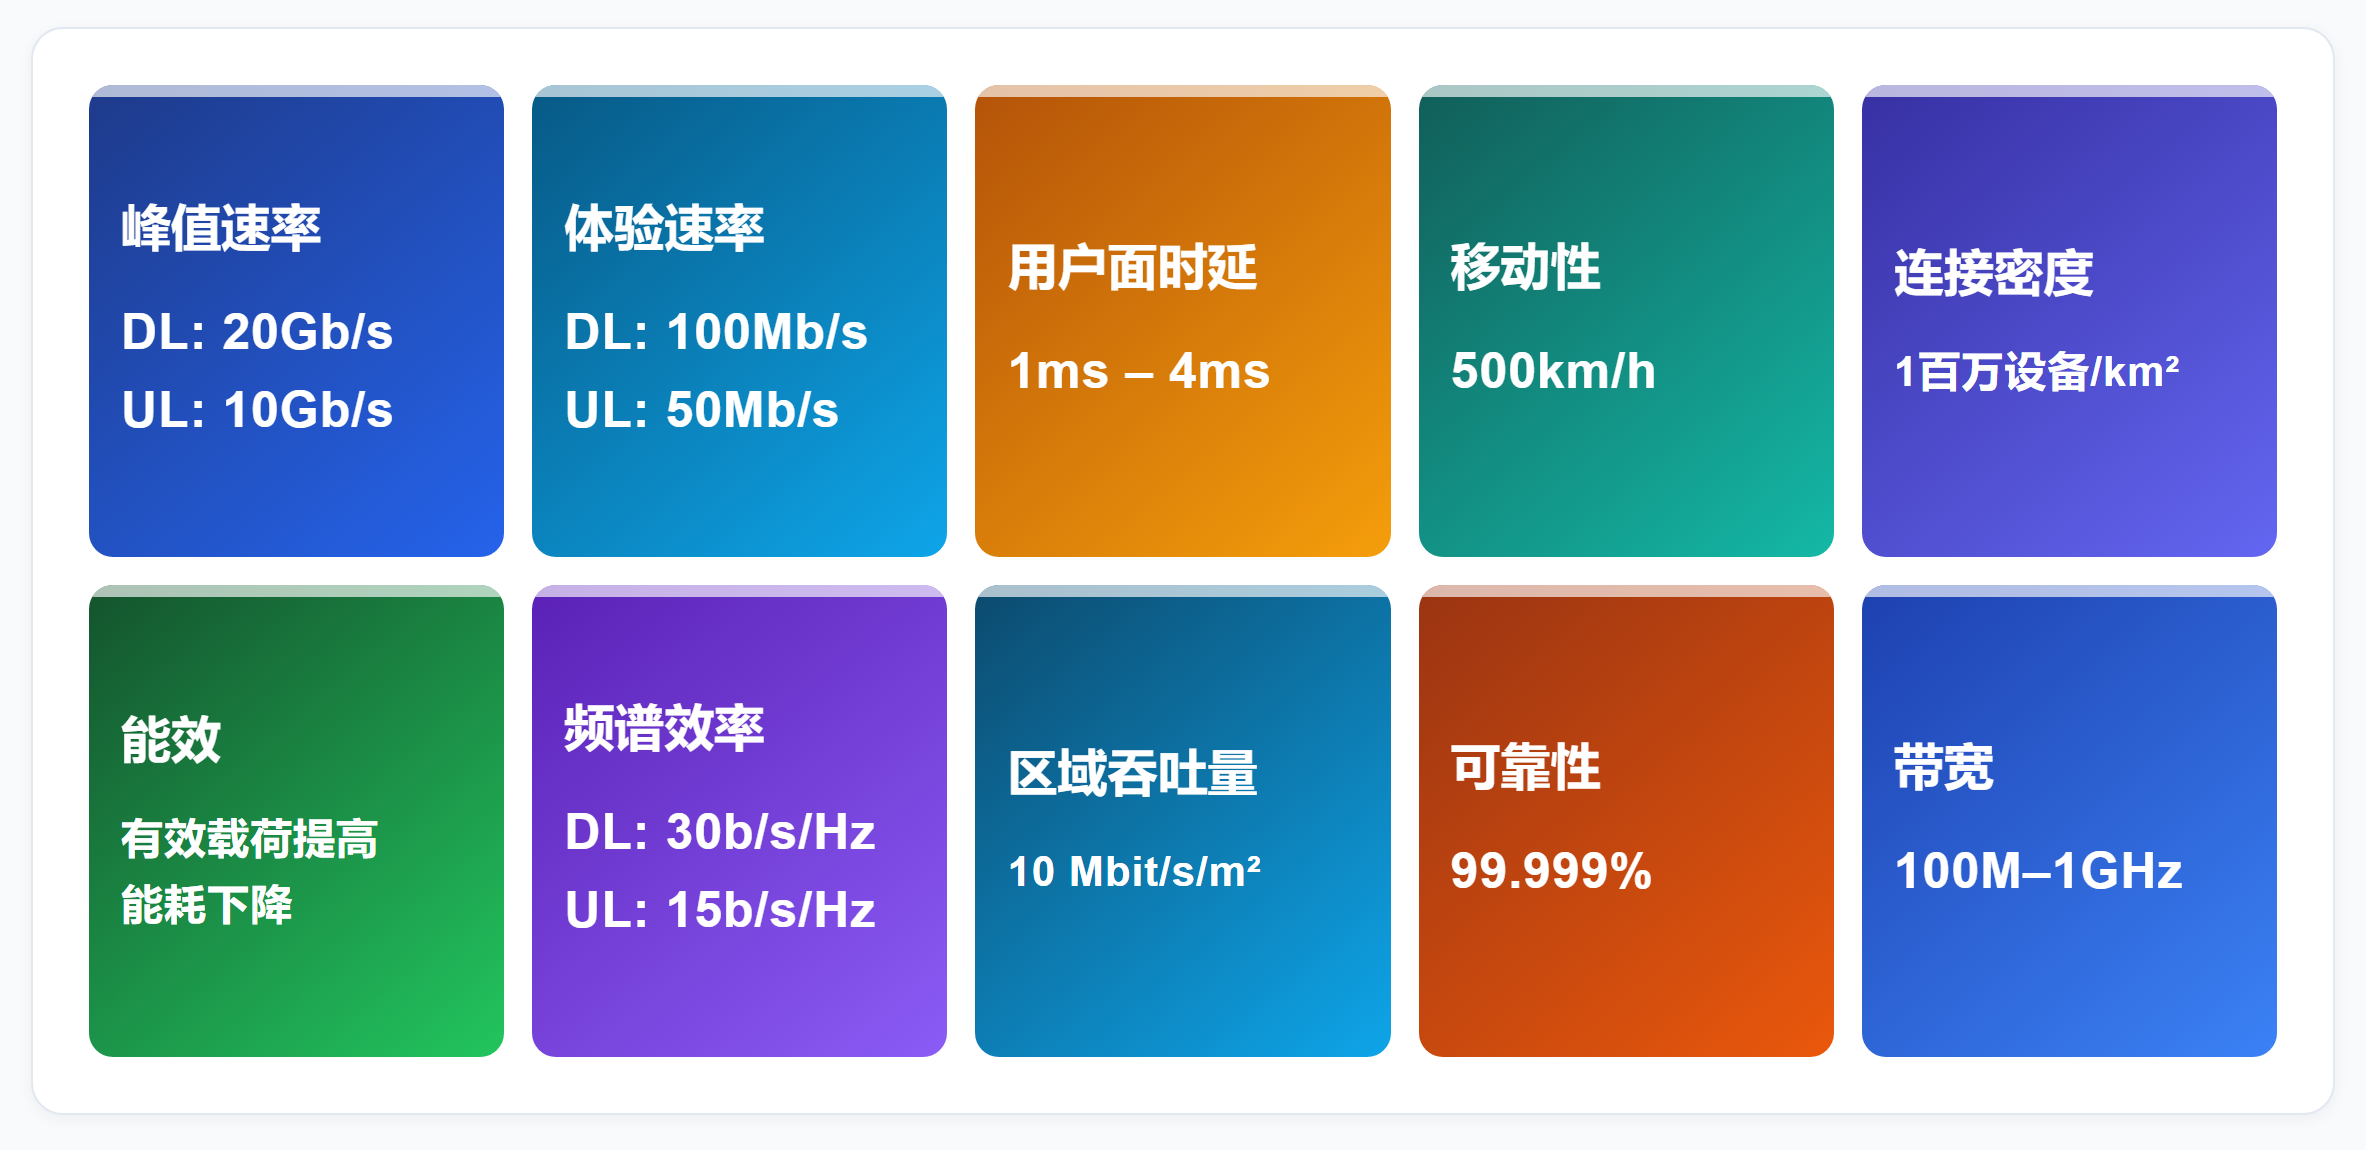 峰值速率
DL: 20Gb/s
UL: 10Gb/s
体验速率
DL: 100Mb/s
UL: 50Mb/s
用户面时延
1ms – 4ms
移动性
500km/h
连接密度
1百万设备/km²
能效
有效载荷提高
能耗下降
频谱效率
DL: 30b/s/Hz
UL: 15b/s/Hz
区域吞吐量
10 Mbit/s/m²
可靠性
99.999%
带宽
100M–1GHz